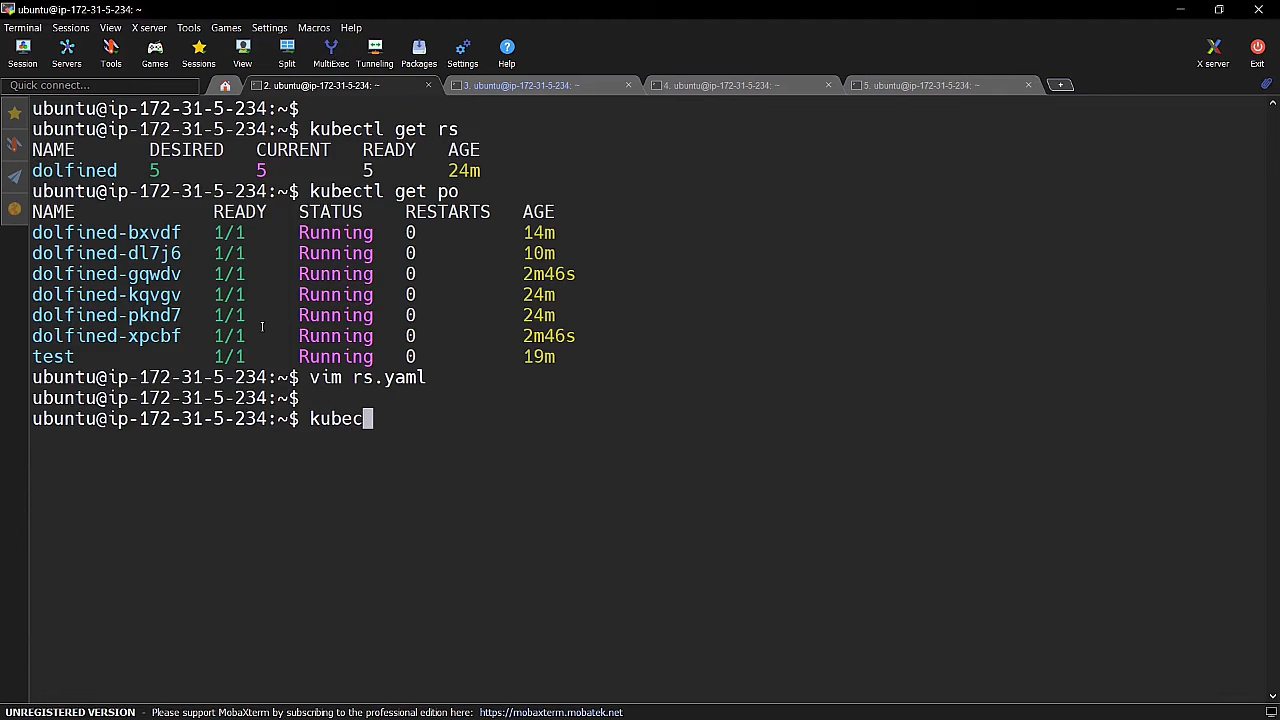 ubuntu@ip-172-31-5-234: ~
Terminal Sessions View X server Tools Games Settings Macros Help
Session Servers Tools Games Sessions View Split MultiExec Tunneling Packages Settings Help X server Exit
Quick connect... 2. ubuntu@ip-172-31-5-234: ~ 3. ubuntu@ip-172-31-5-234: ~ 4. ubuntu@ip-172-31-5-234: ~ 5. ubuntu@ip-172-31-5-234: ~
ubuntu@ip-172-31-5-234:~$
ubuntu@ip-172-31-5-234:~$ kubectl get rs
NAME DESIRED CURRENT READY AGE
dolfined 5 5 5 24m
ubuntu@ip-172-31-5-234:~$ kubectl get po
NAME READY STATUS RESTARTS AGE
dolfined-bxvdf 1/1 Running 0 14m
dolfined-dl7j6 1/1 Running 0 10m
dolfined-gqwdv 1/1 Running 0 2m46s
dolfined-kqvgv 1/1 Running 0 24m
dolfined-pknd7 1/1 Running 0 24m
dolfined-xpcbf 1/1 Running 0 2m46s
test 1/1 Running 0 19m
ubuntu@ip-172-31-5-234:~$ vim rs.yaml
ubuntu@ip-172-31-5-234:~$
ubuntu@ip-172-31-5-234:~$ kubec
UNREGISTERED VERSION - Please support MobaXterm by subscribing to the professional edition here: https://mobaxterm.mobatek.net